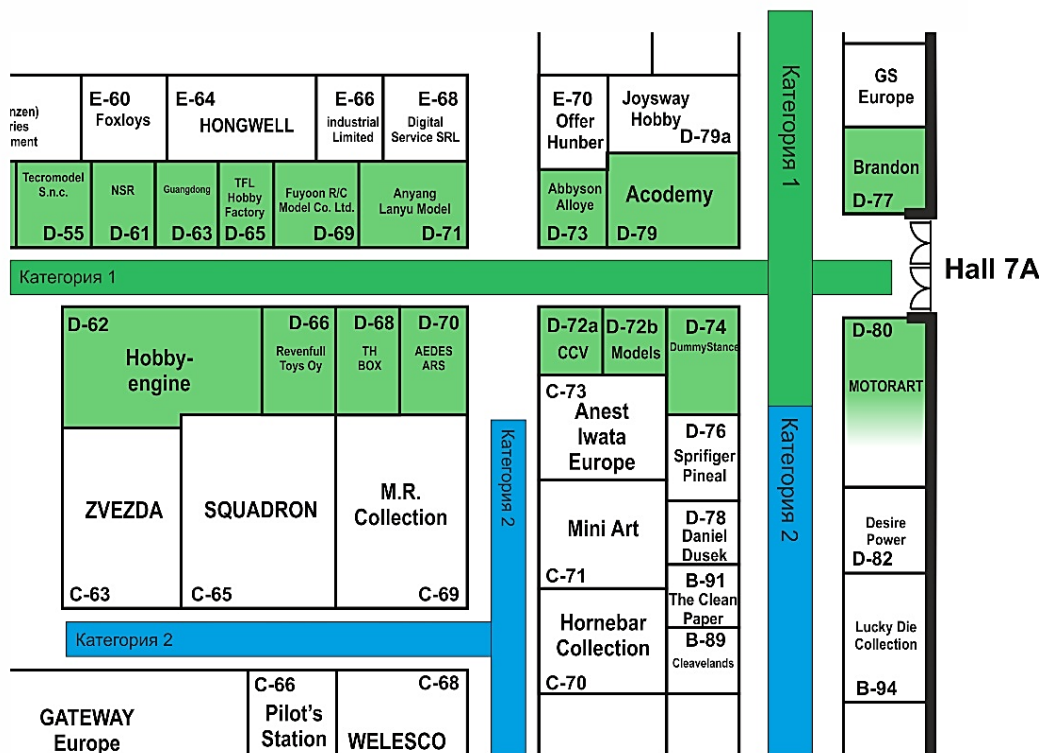 nzen)
ries
ment
E-60
Foxloys
E-64
HONGWELL
E-66
industrial
Limited
E-68
Digital
Service SRL
E-70
Offer
Hunber
Joysway
Hobby
D-79a
Категория 1
GS
Europe
Tecromodel
S.n.c.
D-55
NSR
D-61
Guangdong
D-63
TFL
Hobby
Factory
D-65
Fuyoon R/C
Model Co. Ltd.
D-69
Anyang
Lanyu Model
D-71
Abbyson
Alloye
D-73
Acodemy
D-79
Brandon
D-77
Категория 1
Hall 7A
D-62
Hobby-
engine
D-66
Revenfull
Toys Oy
D-68
TH
BOX
D-70
AEDES
ARS
D-72a
CCV
D-72b
Models
D-74
DummyStance
D-80
MOTORART
ZVEZDA
C-63
SQUADRON
C-65
M.R.
Collection
C-69
Категория 2
C-73
Anest
Iwata
Europe
D-76
Sprifiger
Pineal
Категория 2
Mini Art
C-71
D-78
Daniel
Dusek
Desire
Power
D-82
B-91
The Clean
Paper
Hornebar
Collection
C-70
B-89
Cleavelands
Lucky Die
Collection
B-94
Категория 2
GATEWAY
Europe
C-66
Pilot's
Station
C-68
WELESCO